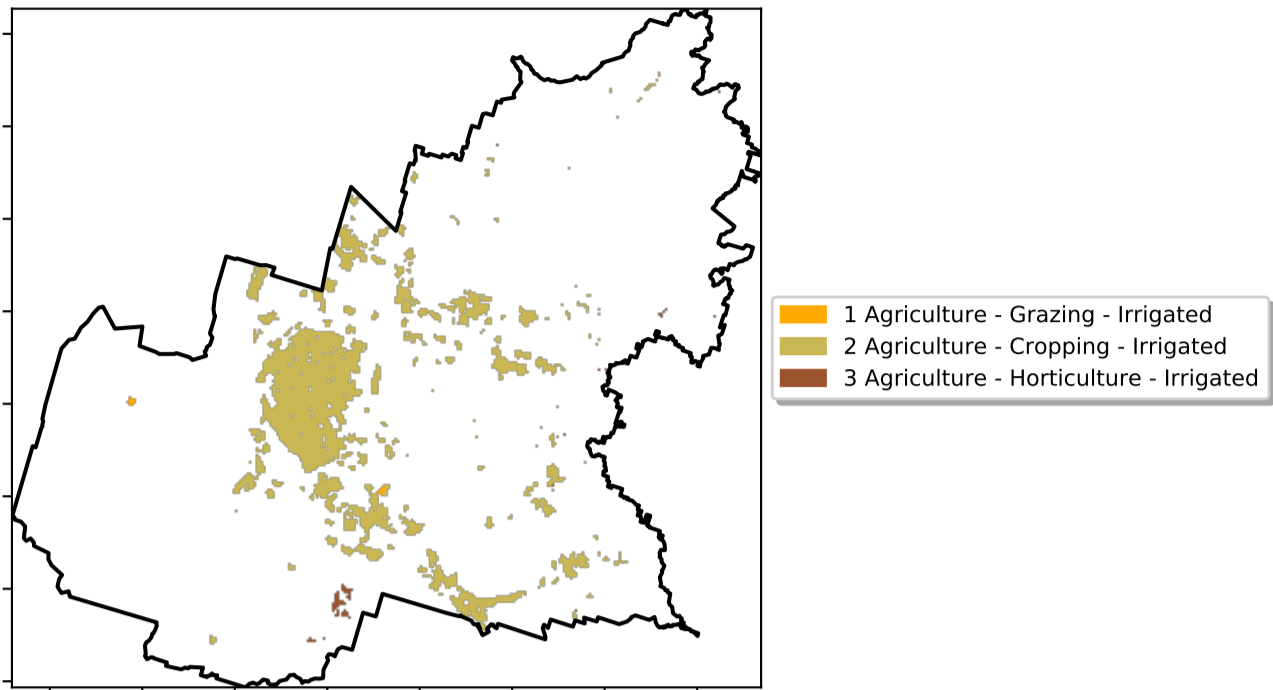 1 Agriculture - Grazing - Irrigated
2 Agriculture - Cropping - Irrigated
3 Agriculture - Horticulture - Irrigated